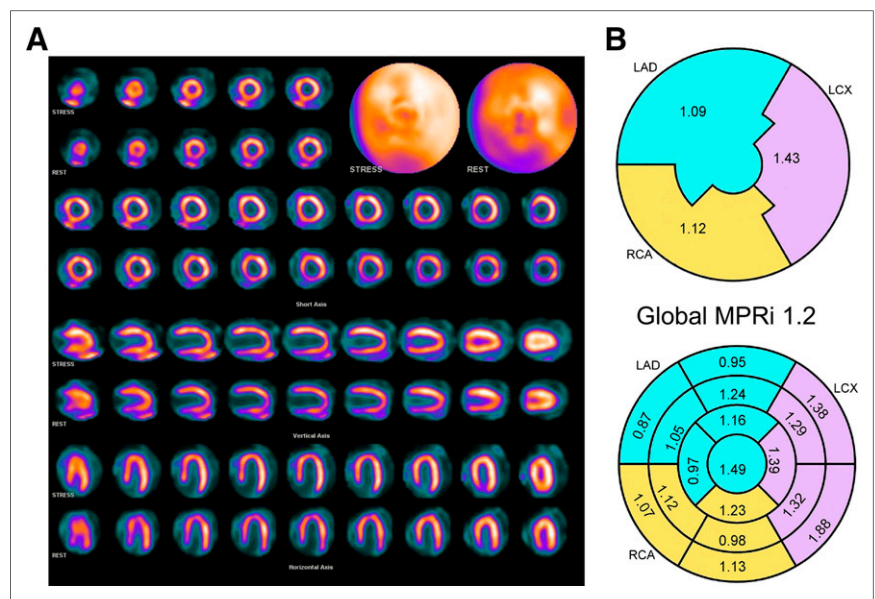 A
STRESS
REST
STRESS
REST
Short Axis
STRESS
REST
Vertical Axis
STRESS
REST
Horizontal Axis
B
LAD
LCX
1.09
1.43
1.12
RCA
Global MPRi 1.2
LAD
LCX
0.95
1.24
1.38
1.16
1.29
0.87
1.05
0.97
1.49
1.39
1.07
1.12
1.23
1.32
1.88
0.98
RCA
1.13